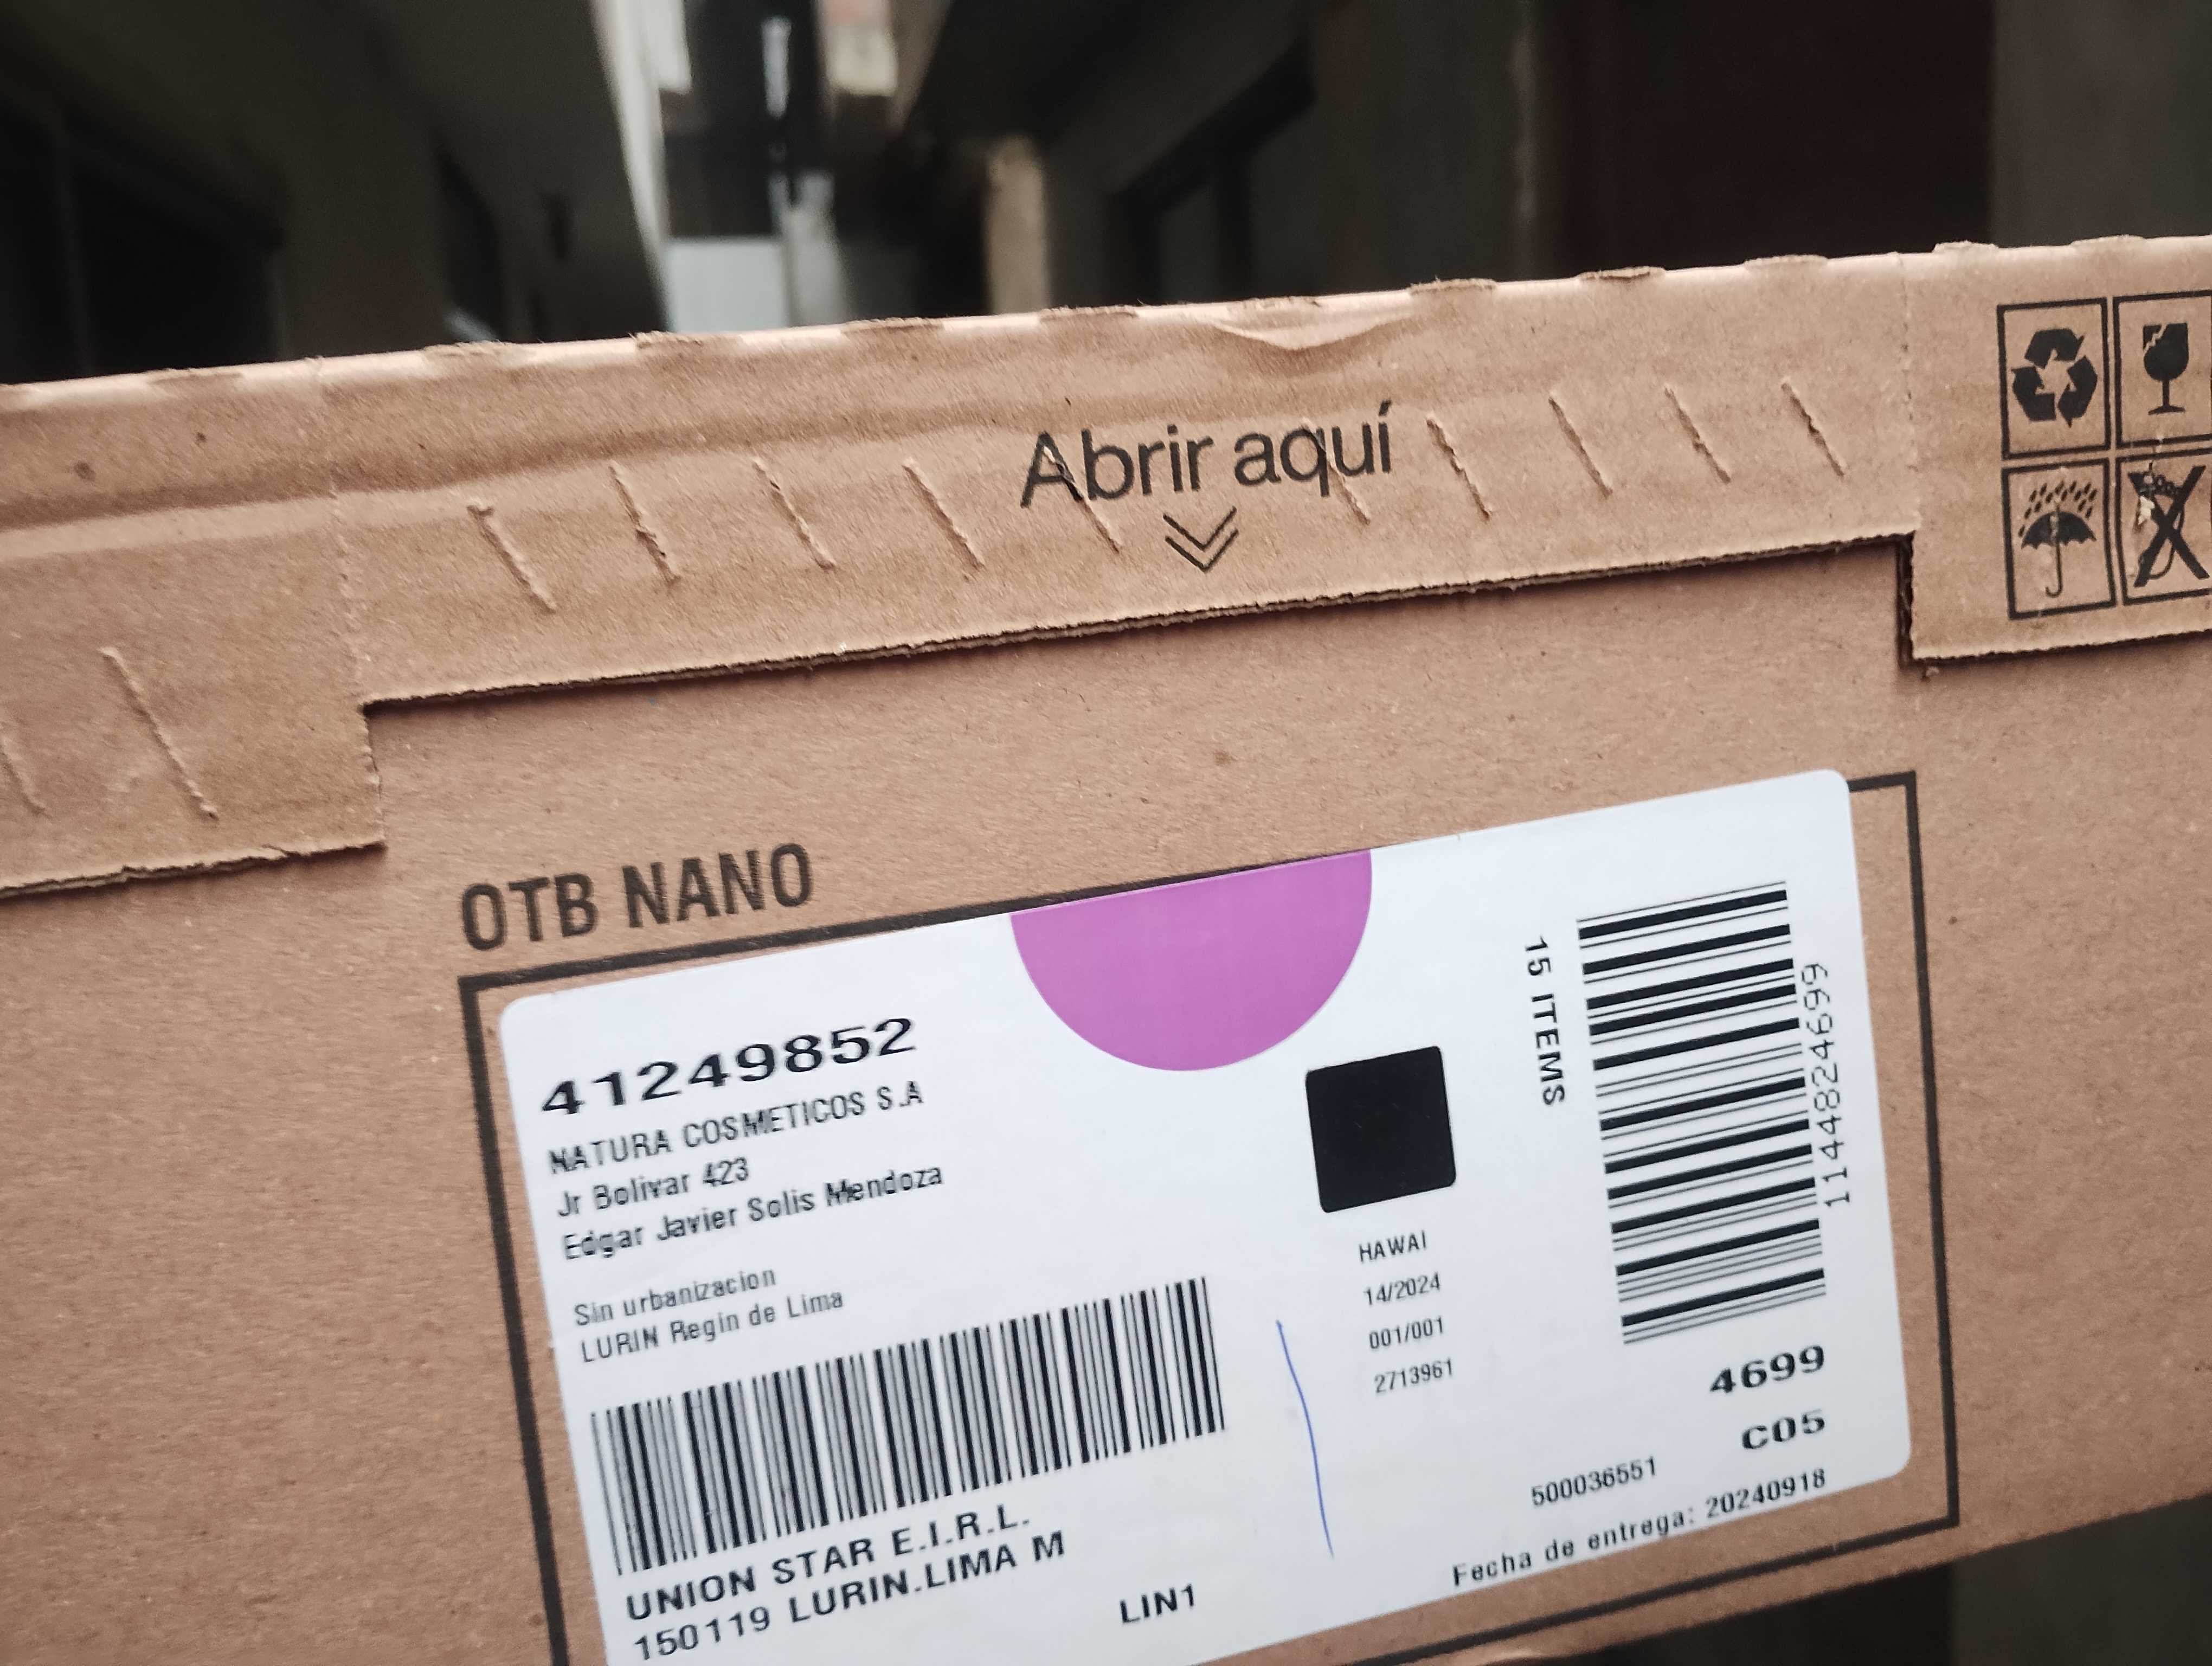 Abrir aquí
OTB NANO
41249852
NATURA COSMETICOS S.A
Jr Bolivar 423
Edgar Javier Solis Mendoza
Sin urbanizacion
LURIN Regin de Lima
UNION STAR E.I.R.L.
150119 LURIN.LIMA M
LIN1
HAWAI
14/2024
001/001
2713961
15 ITEMS
1144824699
4699
C05
500036551
Fecha de entrega: 20240918